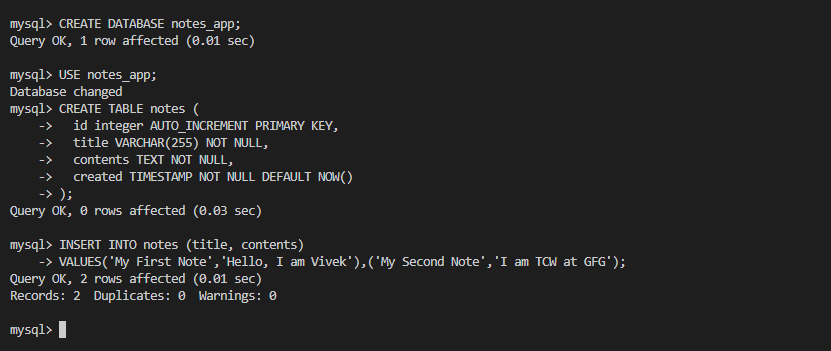 mysql> CREATE DATABASE notes_app;
Query OK, 1 row affected (0.01 sec)
mysql> USE notes_app;
Database changed
mysql> CREATE TABLE notes (
    ->   id integer AUTO_INCREMENT PRIMARY KEY,
    ->   title VARCHAR(255) NOT NULL,
    ->   contents TEXT NOT NULL,
    ->   created TIMESTAMP NOT NULL DEFAULT NOW()
    -> );
Query OK, 0 rows affected (0.03 sec)
mysql> INSERT INTO notes (title, contents)
    -> VALUES('My First Note','Hello, I am Vivek'),('My Second Note','I am TCW at GFG');
Query OK, 2 rows affected (0.01 sec)
Records: 2  Duplicates: 0  Warnings: 0
mysql>